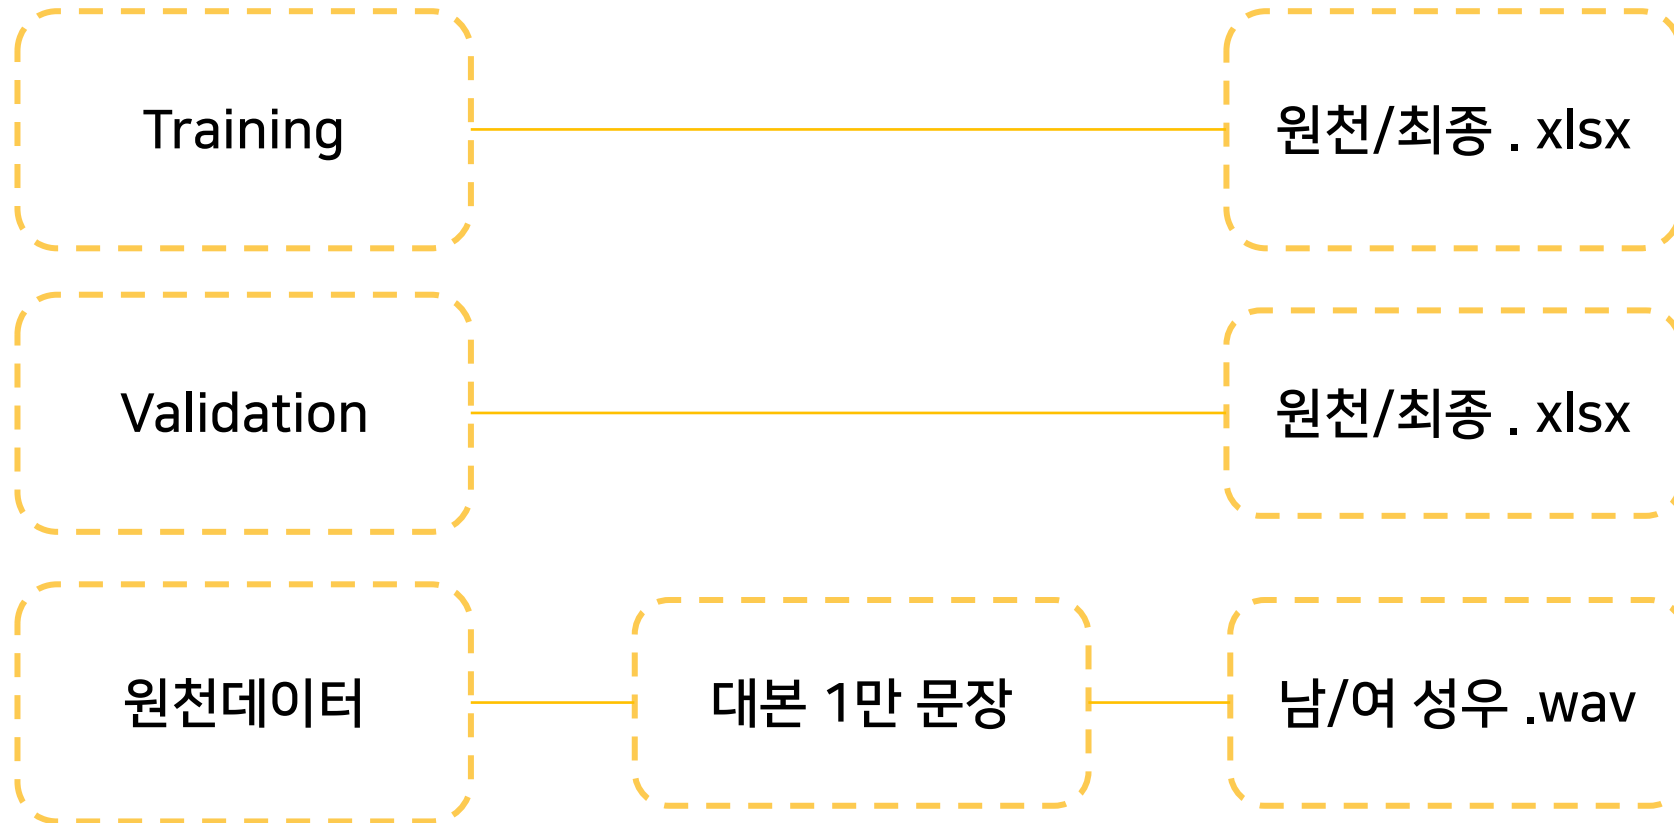 Training
원천/최종 . xlsx
Validation
원천/최종 . xlsx
원천데이터
대본 1만 문장
남/여 성우 .wav